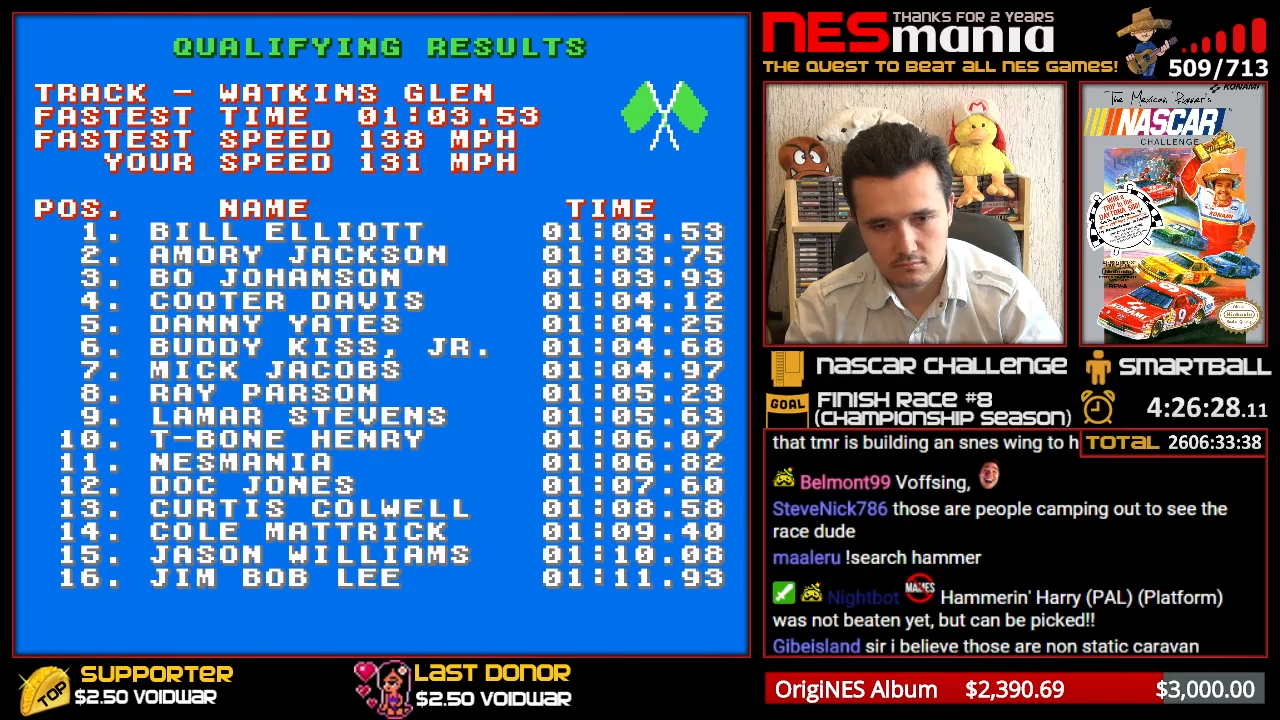 QUALIFYING RESULTS
TRACK - WATKINS GLEN
FASTEST TIME 01:03.53
FASTEST SPEED 138 MPH
YOUR SPEED 131 MPH
POS. NAME TIME
1. BILL ELLIOTT 01:03.53
2. AMORY JACKSON 01:03.75
3. BO JOHANSON 01:03.93
4. COOTER DAVIS 01:04.12
5. DANNY YATES 01:04.25
6. BUDDY KISS, JR. 01:04.68
7. MICK JACOBS 01:04.97
8. RAY PARSON 01:05.23
9. LAMAR STEVENS 01:05.63
10. T-BONE HENRY 01:06.07
11. NESMANIA 01:06.82
12. DOC JONES 01:07.60
13. CURTIS COLWELL 01:08.58
14. COLE MATTRICK 01:09.40
15. JASON WILLIAMS 01:10.08
16. JIM BOB LEE 01:11.93
NESmania
THANKS FOR 2 YEARS
THE QUEST TO BEAT ALL NES GAMES!
509/713
KONAMI
The Mexican Runner's
NASCAR
CHALLENGE
KONAMI
KONAMI
9
NASCAR CHALLENGE
SMARTBALL
GOAL
FINISH RACE #8
(CHAMPIONSHIP SEASON)
4:26:28.11
TOTAL 2606:33:38
that tmr is building an snes wing to h
Belmont99 Voffsing,
SteveNick786 those are people camping out to see the
race dude
maaleru !search hammer
Nightbot Hammerin' Harry (PAL) (Platform)
was not beaten yet, but can be picked!!
Gibeisland sir i believe those are non static caravan
TOP
SUPPORTER
$2.50 VOIDWAR
LAST DONOR
$2.50 VOIDWAR
OrigiNES Album $2,390.69 $3,000.00